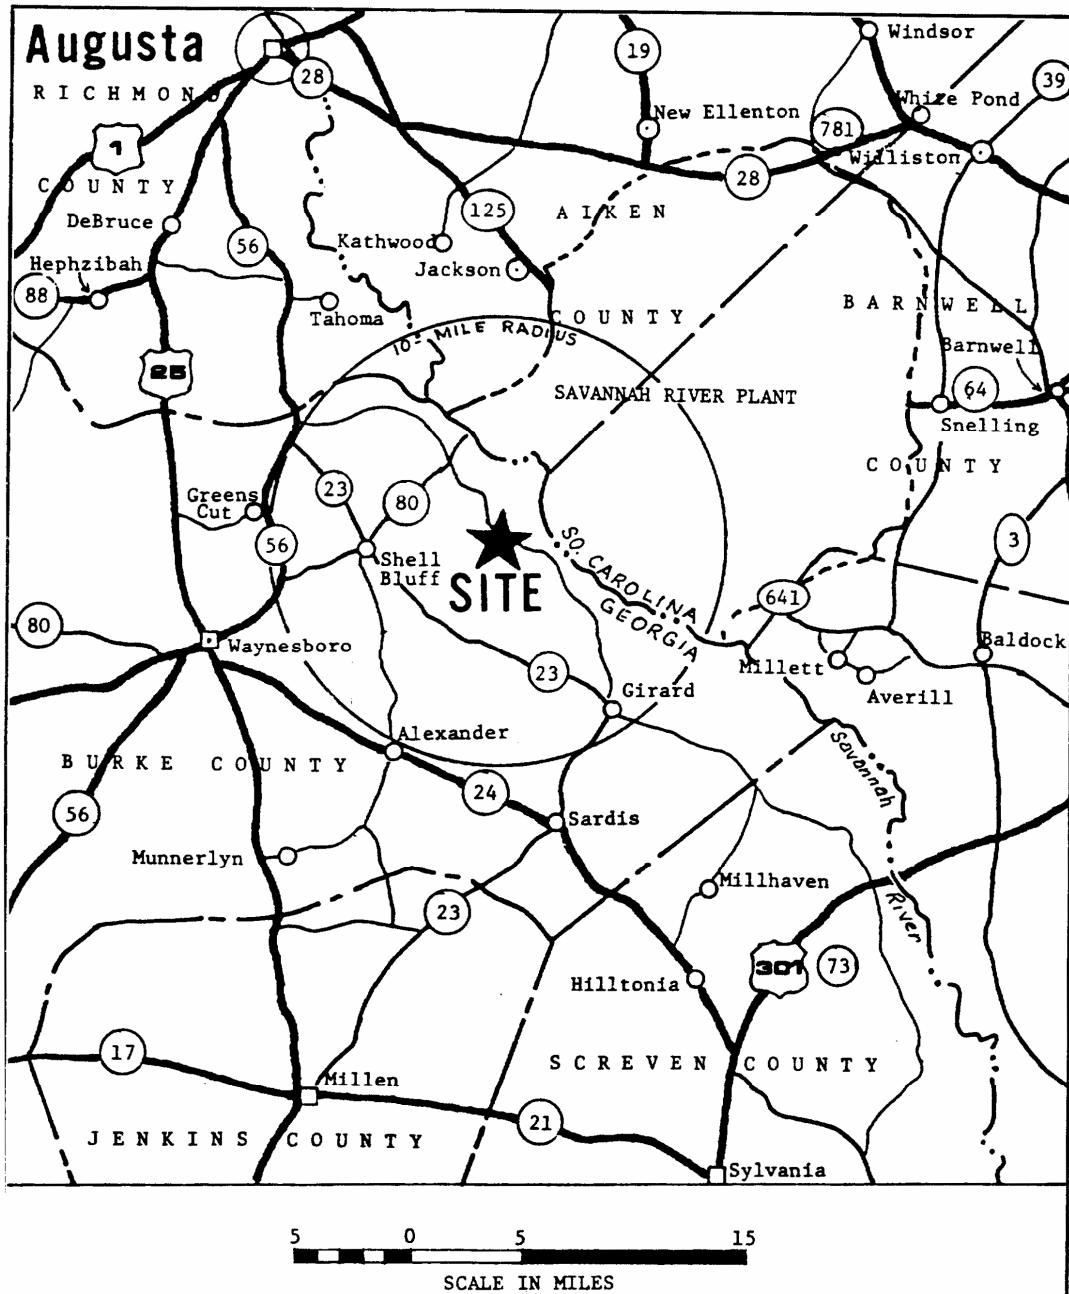 Augusta
RICHMOND
COUNTY
1
28
19
Windsor
39
White Pond
New Ellenton
781
Williston
28
DeBruce
56
125
AIKEN
Kathwood
Jackson
Hephzibah
88
Tahoma
COUNTY
BARNWELL
10-MILE RADIUS
Barnwell
25
SAVANNAH RIVER PLANT
64
Snelling
COUNTY
Greens
Cut
23
80
56
Shell
Bluff
SITE
SO. CAROLINA
GEORGIA
3
641
80
Waynesboro
Baldock
Millett
Averill
23
Girard
Alexander
Savannah
River
BURKE COUNTY
56
24
Sardis
Munnerlyn
Millhaven
23
301
73
Hilltonia
17
SCREVEN COUNTY
Millen
21
JENKINS COUNTY
Sylvania
5 0 5 15
SCALE IN MILES